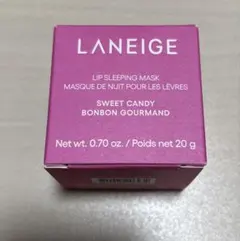 LANEIGE
LIP SLEEPING MASK
MASQUE DE NUIT POUR LES LÈVRES
SWEET CANDY
BONBON GOURMAND
Net wt. 0.70 oz. / Poids net 20 g